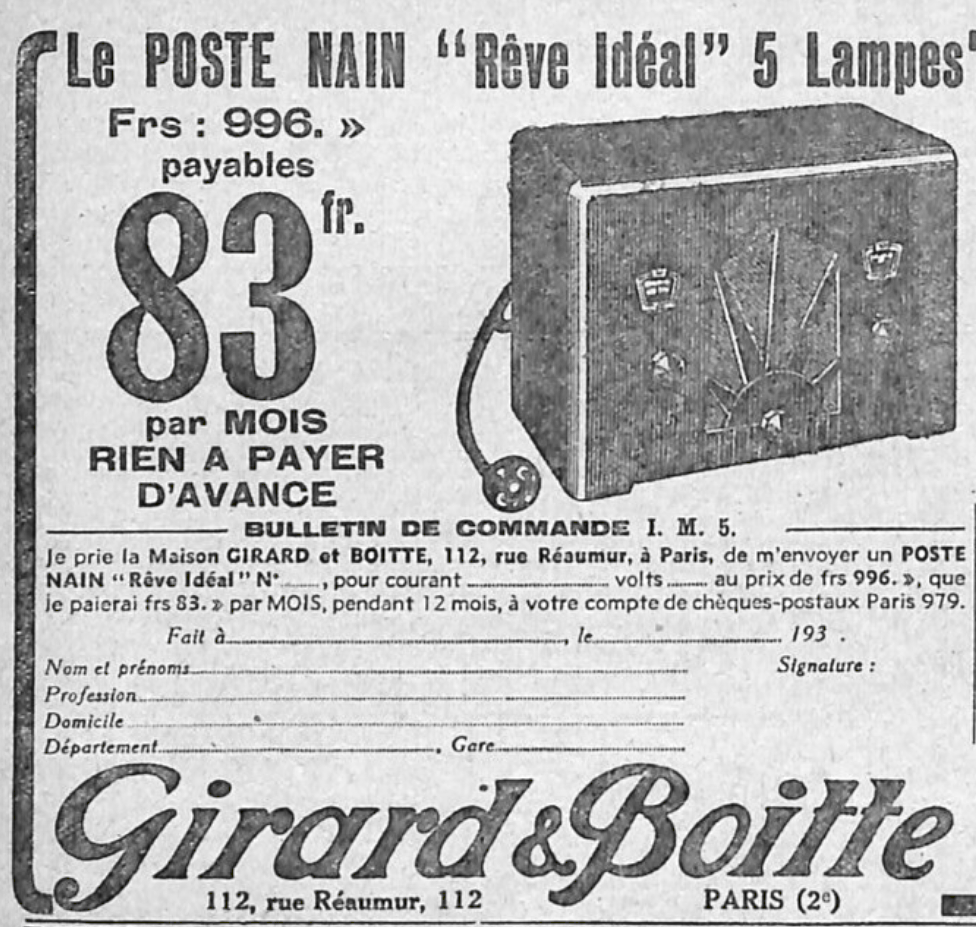 Le POSTE NAIN “Rêve Idéal” 5 Lampes
Frs : 996. »
payables
83 fr.
par MOIS
RIEN A PAYER
D'AVANCE
BULLETIN DE COMMANDE I. M. 5.
Je prie la Maison GIRARD et BOITTE, 112, rue Réaumur, à Paris, de m'envoyer un POSTE
NAIN “Rêve Idéal” N° ........, pour courant ........................ volts ........ au prix de frs 996. », que
je paierai frs 83. » par MOIS, pendant 12 mois, à votre compte de chèques-postaux Paris 979.
Fait à ........................, le ........................ 193 .
Nom et prénoms ........................
Signature :
Profession ........................
Domicile ........................
Département ........................, Gare ........................
Girard & Boitte
112, rue Réaumur, 112 PARIS (2e)